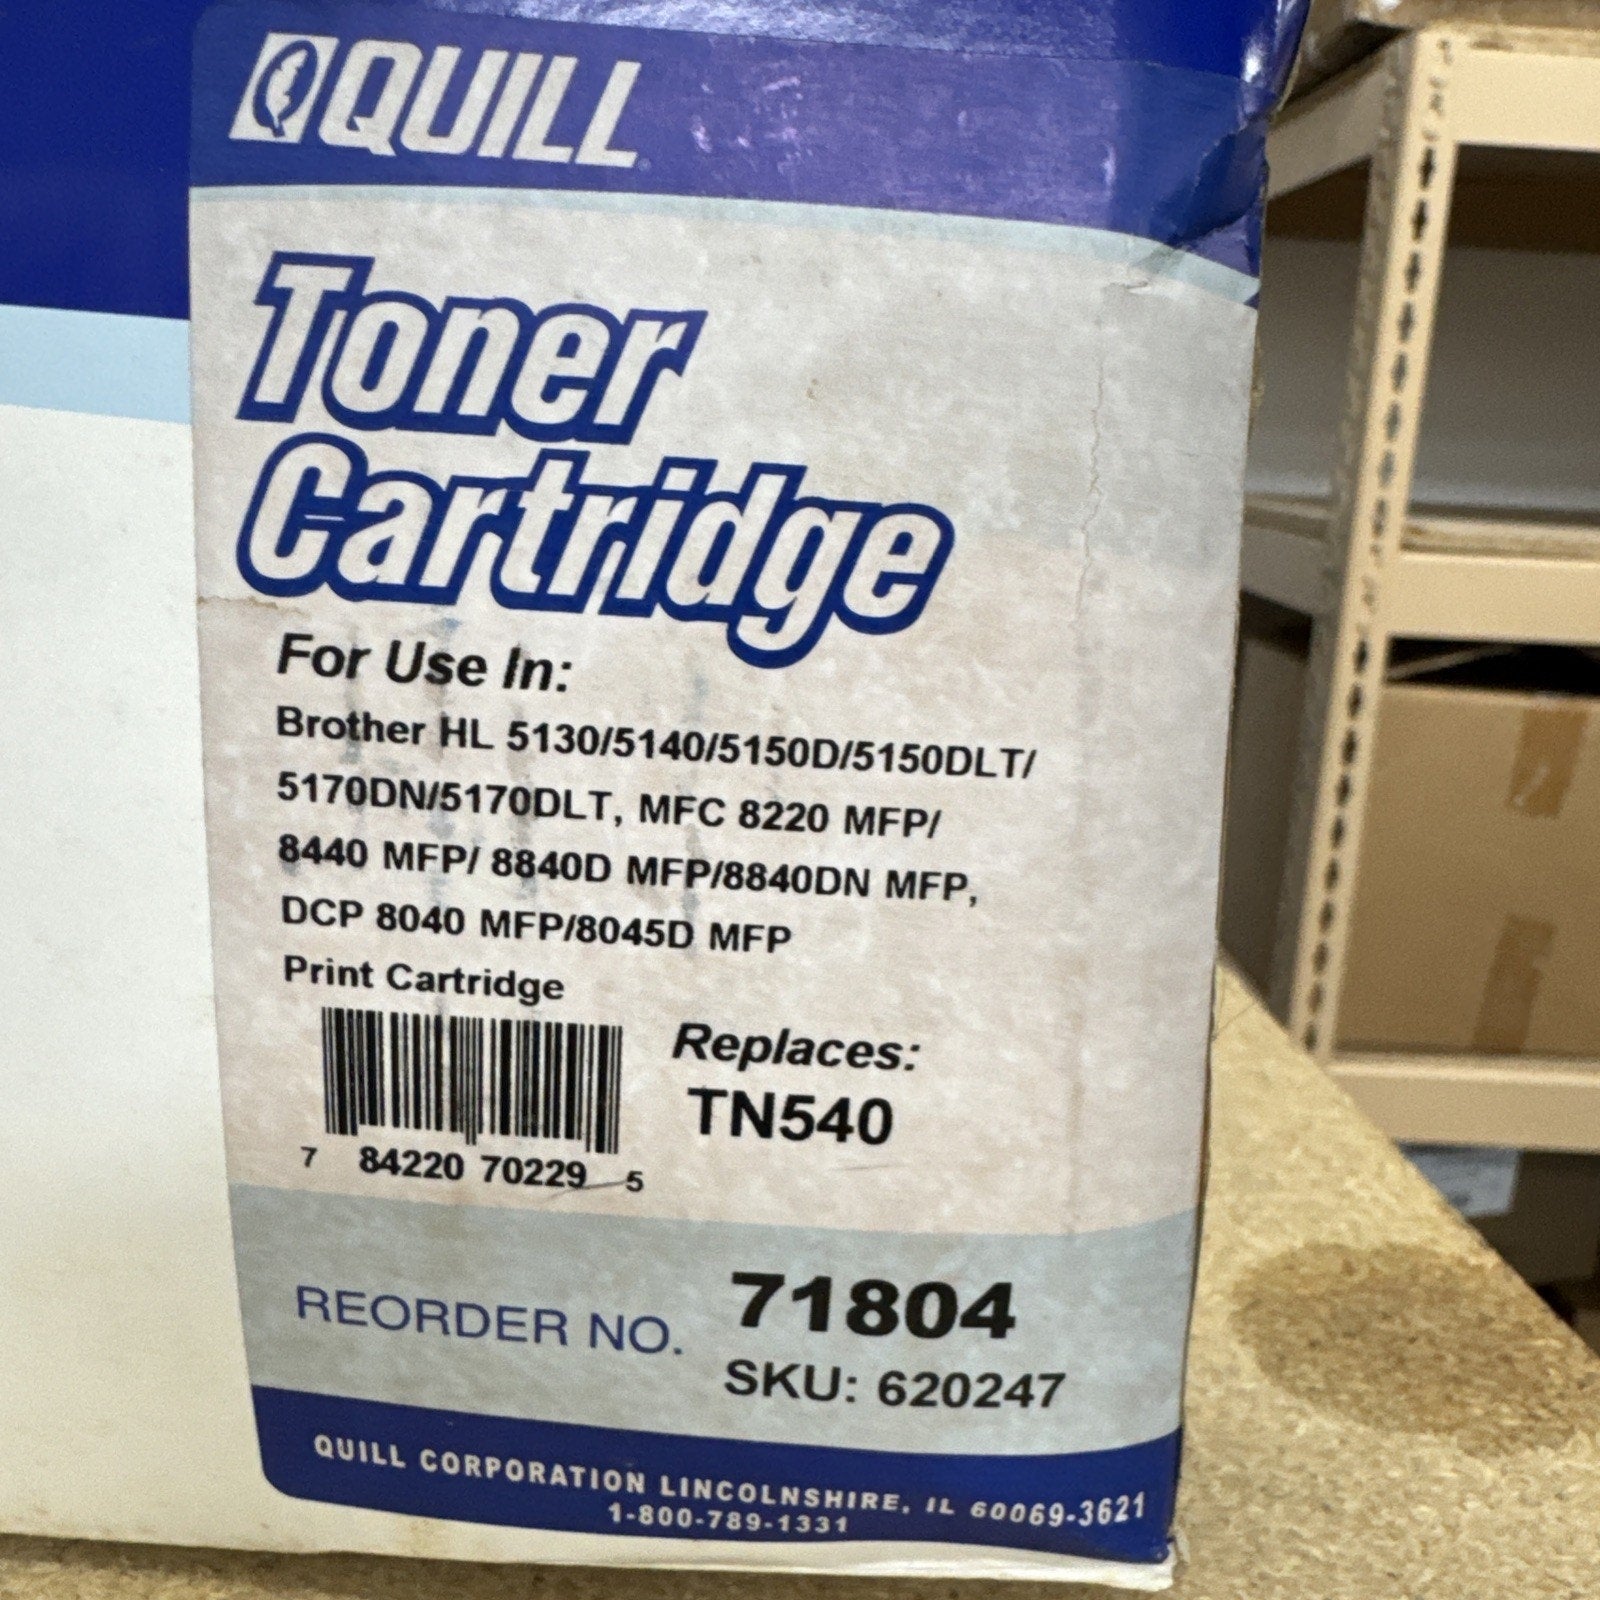 QUILL
Toner
Cartridge
For Use In:
Brother HL 5130/5140/5150D/5150DLT/
5170DN/5170DLT, MFC 8220 MFP/
8440 MFP/ 8840D MFP/8840DN MFP,
DCP 8040 MFP/8045D MFP
Print Cartridge
Replaces:
TN540
7 84220 70229 5
REORDER NO. 71804
SKU: 620247
QUILL CORPORATION LINCOLNSHIRE, IL 60069-3621
1-800-789-1331